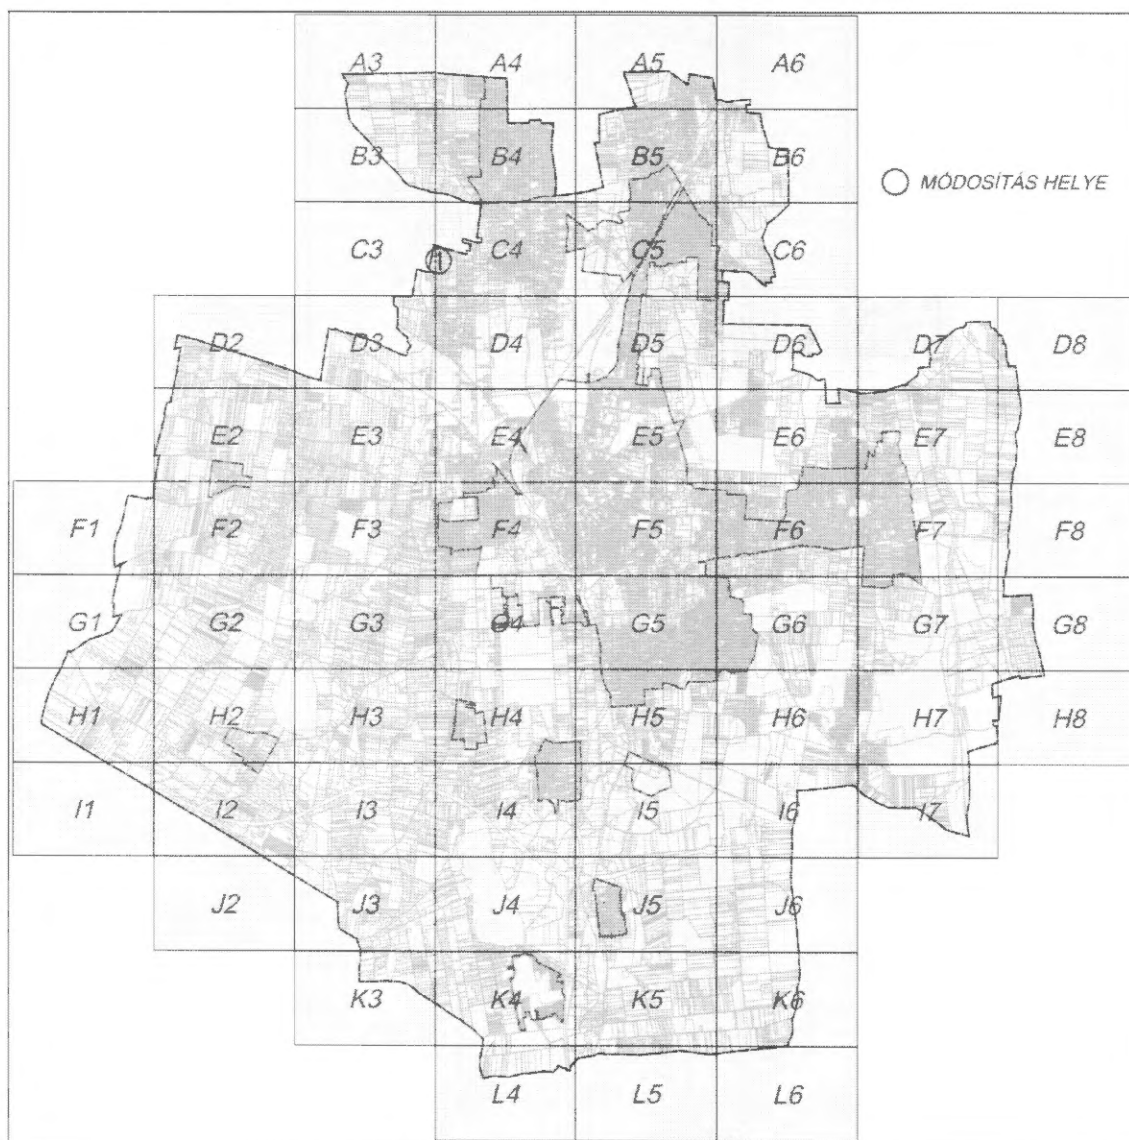 A3 A4 A5 A6
B3 B4 B5 B6
MÓDOSÍTÁS HELYE
C3 C4 C5 C6
1
D2 D3 D4 D5 D6 D7 D8
E2 E3 E4 E5 E6 E7 E8
F1 F2 F3 F4 F5 F6 F7 F8
G1 G2 G3 G4 G5 G6 G7 G8
H1 H2 H3 H4 H5 H6 H7 H8
I1 I2 I3 I4 I5 I6 I7
J2 J3 J4 J5 J6
K3 K4 K5 K6
L4 L5 L6